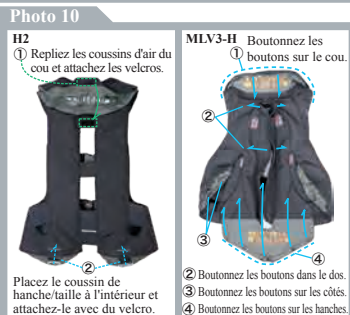 Photo 10
H2
① Repliez les coussins d'air du
cou et attachez les velcros.
②
Placez le coussin de
hanche/taille à l'intérieur et
attachez-le avec du velcro.
MLV3-H
① Boutonnez les
boutons sur le cou.
②
③
④
② Boutonnez les boutons dans le dos.
③ Boutonnez les boutons sur les côtés.
④ Boutonnez les boutons sur les hanches.